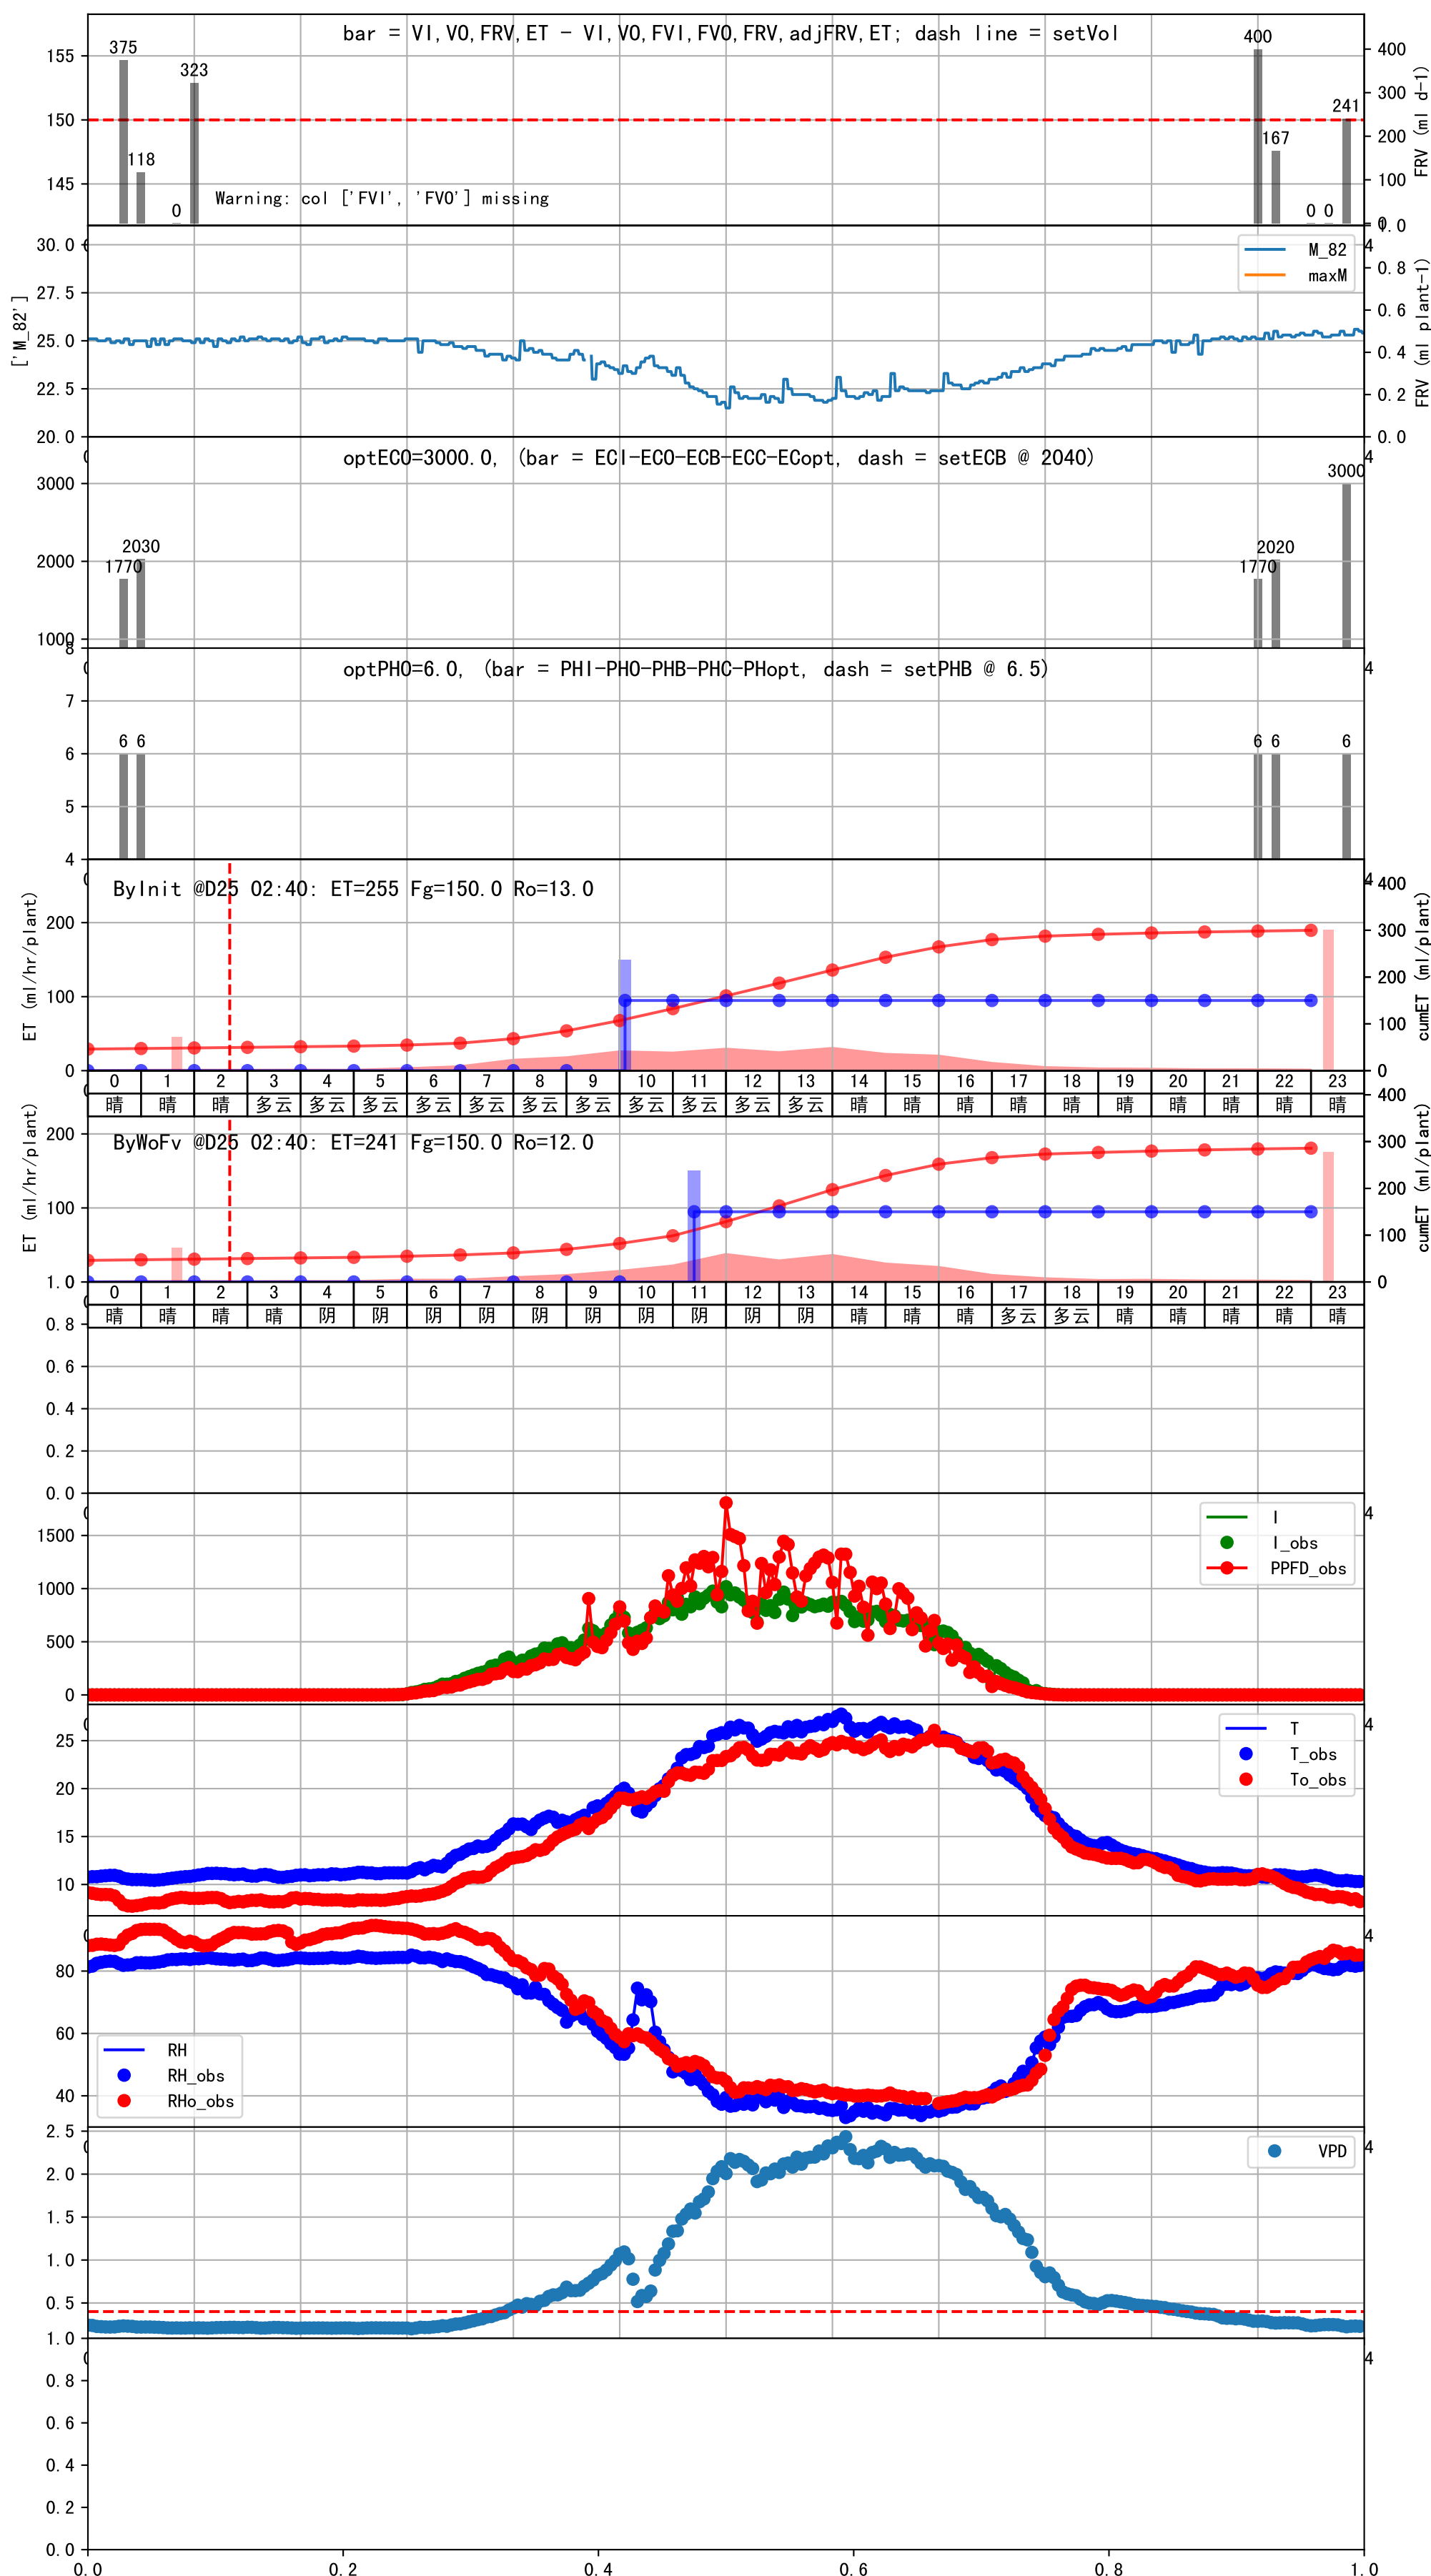 bar = VI,VO,FRV,ET - VI,VO,FVI,FVO,FRV,adjFRV,ET; dash line = setVol
375
118
0
323
400
167
0 0
241
155
150
145
400
300
200
100
0
FRV (ml d-1)
Warning: col ['FVI', 'FVO'] missing
['M_82']
30.0
27.5
25.0
22.5
20.0
M_82
maxM
1.0
0.8
0.6
0.4
0.2
0.0
FRV (ml plant-1)
optECO=3000.0, (bar = ECI-ECO-ECB-ECC-ECopt, dash = setECB @ 2040)
3000
2000
1000
1770
2030
1770
2020
3000
optPHO=6.0, (bar = PHI-PHO-PHB-PHC-PHopt, dash = setPHB @ 6.5)
8
7
6
5
4
6 6
6 6
6
ByInit @D25 02:40: ET=255 Fg=150.0 Ro=13.0
ET (ml/hr/plant)
200
100
0
400
300
200
100
0
cumET (ml/plant)
0 1 2 3 4 5 6 7 8 9 10 11 12 13 14 15 16 17 18 19 20 21 22 23
晴 晴 晴 多云 多云 多云 多云 多云 多云 多云 多云 多云 多云 多云 晴 晴 晴 晴 晴 晴 晴 晴 晴 晴
ByWoFv @D25 02:40: ET=241 Fg=150.0 Ro=12.0
ET (ml/hr/plant)
200
100
400
300
200
100
0
cumET (ml/plant)
0 1 2 3 4 5 6 7 8 9 10 11 12 13 14 15 16 17 18 19 20 21 22 23
晴 晴 晴 晴 阴 阴 阴 阴 阴 阴 阴 阴 阴 阴 晴 晴 晴 多云 多云 晴 晴 晴 晴 晴
1.0
0.8
0.6
0.4
0.2
0.0
1500
1000
500
0
I
I_obs
PPFD_obs
25
20
15
10
T
T_obs
To_obs
80
60
40
RH
RH_obs
RHo_obs
2.5
2.0
1.5
1.0
0.5
VPD
1.0
0.8
0.6
0.4
0.2
0.0
0.0 0.2 0.4 0.6 0.8 1.0